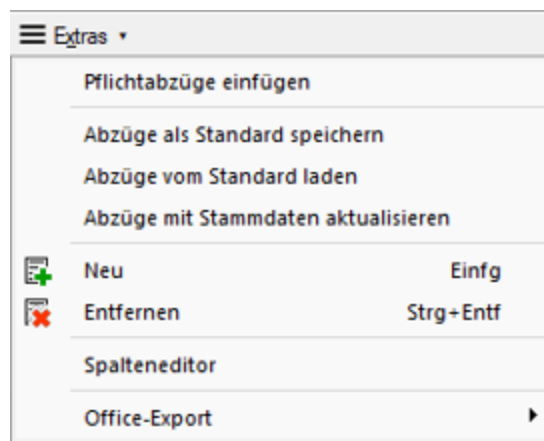 Extras
Pflichtabzüge einfügen
Abzüge als Standard speichern
Abzüge vom Standard laden
Abzüge mit Stammdaten aktualisieren
Neu Einfg
Entfernen Strg+Entf
Spalteneditor
Office-Export